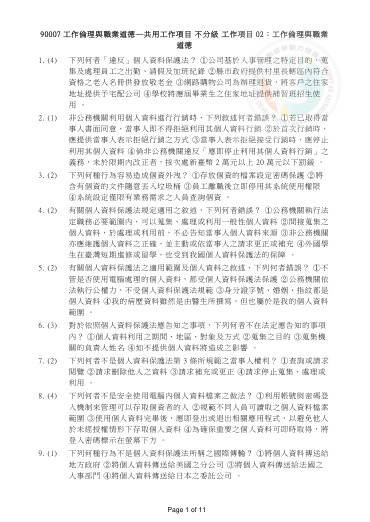 90007 工作倫理與職業道德—共用工作項目 不分級 工作項目 02：工作倫理與職業
道德
1. (4) 下列何者「違反」個人資料保護法？ ①公司基於人事管理之特定目的，蒐
集及處理員工之出勤、請假及加班紀錄 ②縣市政府提供村里長轄區內符合
資格之老人名冊供發放敬老金 ③網路購物公司為辦理退貨，將客戶之住家
地址提供予宅配公司 ④學校將應屆畢業生之住家地址提供補習班招生使
用 。
2. (1) 非公務機關利用個人資料進行行銷時，下列敘述何者錯誤？ ①若已取得當
事人書面同意，當事人即不得拒絕利用其個人資料行銷 ②於首次行銷時，
應提供當事人表示拒絕行銷之方式 ③當事人表示拒絕接受行銷時，應停止
利用其個人資料 ④倘非公務機關違反「應即停止利用其個人資料行銷」之
義務，未於限期內改正者，按次處新臺幣 2 萬元以上 20 萬元以下罰鍰 。
3. (2) 下列何種行為容易造成個資外洩？ ①存放個資的檔案設定密碼保護 ②將
含有個資的文件隨意丟入垃圾桶 ③員工離職後立即停用其系統使用權限
④系統設定僅限有業務需求之人員查詢個資 。
4. (2) 有關個人資料保護法規定適用之敘述，下列何者錯誤？ ①公務機關執行法
定職務必要範圍內，可以蒐集、處理或利用一般性個人資料 ②間接蒐集之
個人資料，於處理或利用前，不必告知當事人個人資料來源 ③非公務機關
亦應維護個人資料之正確，並主動或依當事人之請求更正或補充 ④外國學
生在臺灣短期進修或留學，也受到我國個人資料保護法的保障 。
5. (2) 有關個人資料保護法之適用範圍及個人資料之敘述，下列何者錯誤？ ①不
管是否使用電腦處理的個人資料，都受個人資料保護法保護 ②公務機關依
法執行公權力，不受個人資料保護法規範 ③身分證字號、婚姻、指紋都是
個人資料 ④我的病歷資料雖然是由醫生所撰寫，但也屬於是我的個人資料
範圍 。
6. (3) 對於依照個人資料保護法應告知之事項，下列何者不在法定應告知的事項
內？ ①個人資料利用之期間、地區、對象及方式 ②蒐集之目的 ③蒐集機
關的負責人姓名 ④如不提供個人資料將造成之影響 。
7. (2) 下列何者不是個人資料保護法第 3 條所規範之當事人權利？ ①查詢或請求
閱覽 ②請求刪除他人之資料 ③請求補充或更正 ④請求停止蒐集、處理或
利用 。
8. (4) 下列何者不是安全使用電腦內個人資料檔案之做法？ ①利用帳號與密碼登
入機制來管理可以存取個資者的人 ②規範不同人員可讀取之個人資料檔案
範圍 ③使用個人資料完畢後，應即登出或退出相關應用程式，以避免他人
於未經授權情形下存取個人資料 ④為確保重要之個人資料可即時取得，將
登入密碼標示在螢幕下方 。
9. (1) 下列何種行為不是個人資料保護法所稱之國際傳輸？ ①將個人資料傳送給
地方政府 ②將個人資料傳送給美國之分公司 ③將個人資料傳送給法國之
人事部門 ④將個人資料傳送給日本之委託公司 。
Page 1 of 11